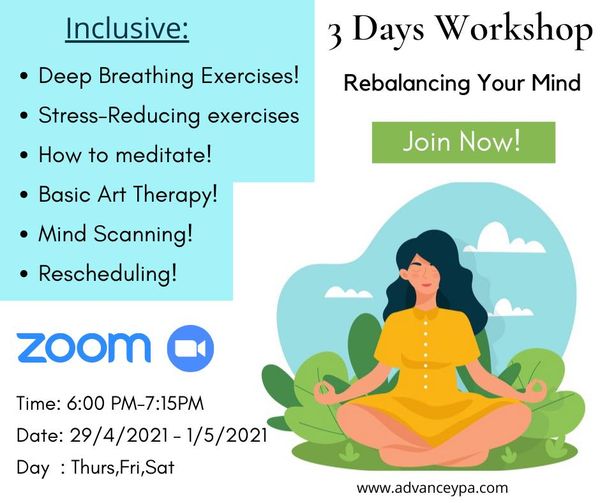 Inclusive:
• Deep Breathing Exercises!
• Stress-Reducing exercises
• How to meditate!
• Basic Art Therapy!
• Mind Scanning!
• Rescheduling!
3 Days Workshop
Rebalancing Your Mind
Join Now!
zoom
Time: 6:00 PM-7:15PM
Date: 29/4/2021 - 1/5/2021
Day : Thurs,Fri,Sat
www.advanceypa.com